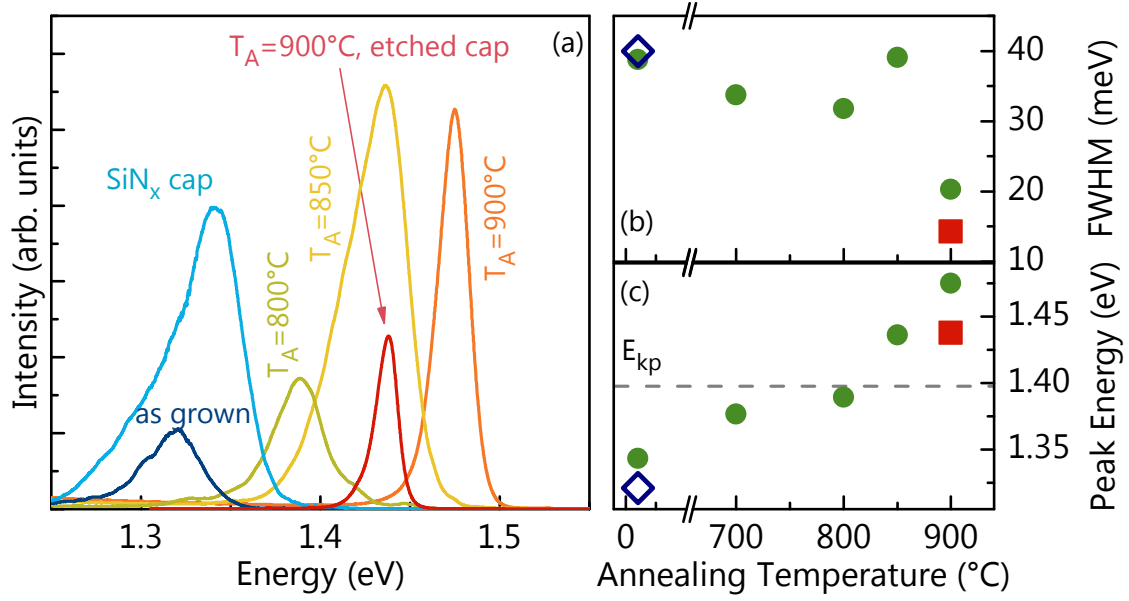 (a)
T_A=900°C, etched cap
SiN_x cap
T_A=850°C
T_A=800°C
T_A=900°C
as grown
Intensity (arb. units)
1.3 1.4 1.5
Energy (eV)
(b)
40
30
20
10
FWHM (meV)
(c)
E_kp
1.45
1.40
1.35
Peak Energy (eV)
0 700 800 900
Annealing Temperature (°C)